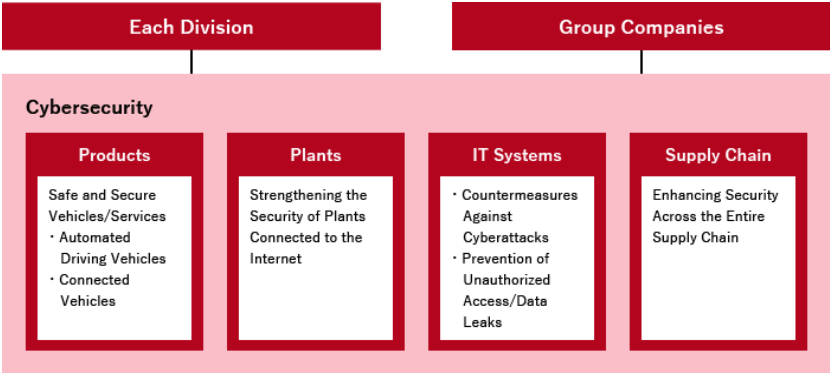 Each Division
Group Companies
Cybersecurity
Products
Safe and Secure
Vehicles/Services
・Automated
Driving Vehicles
・Connected
Vehicles
Plants
Strengthening the
Security of Plants
Connected to the
Internet
IT Systems
・Countermeasures
Against
Cyberattacks
・Prevention of
Unauthorized
Access/Data
Leaks
Supply Chain
Enhancing Security
Across the Entire
Supply Chain